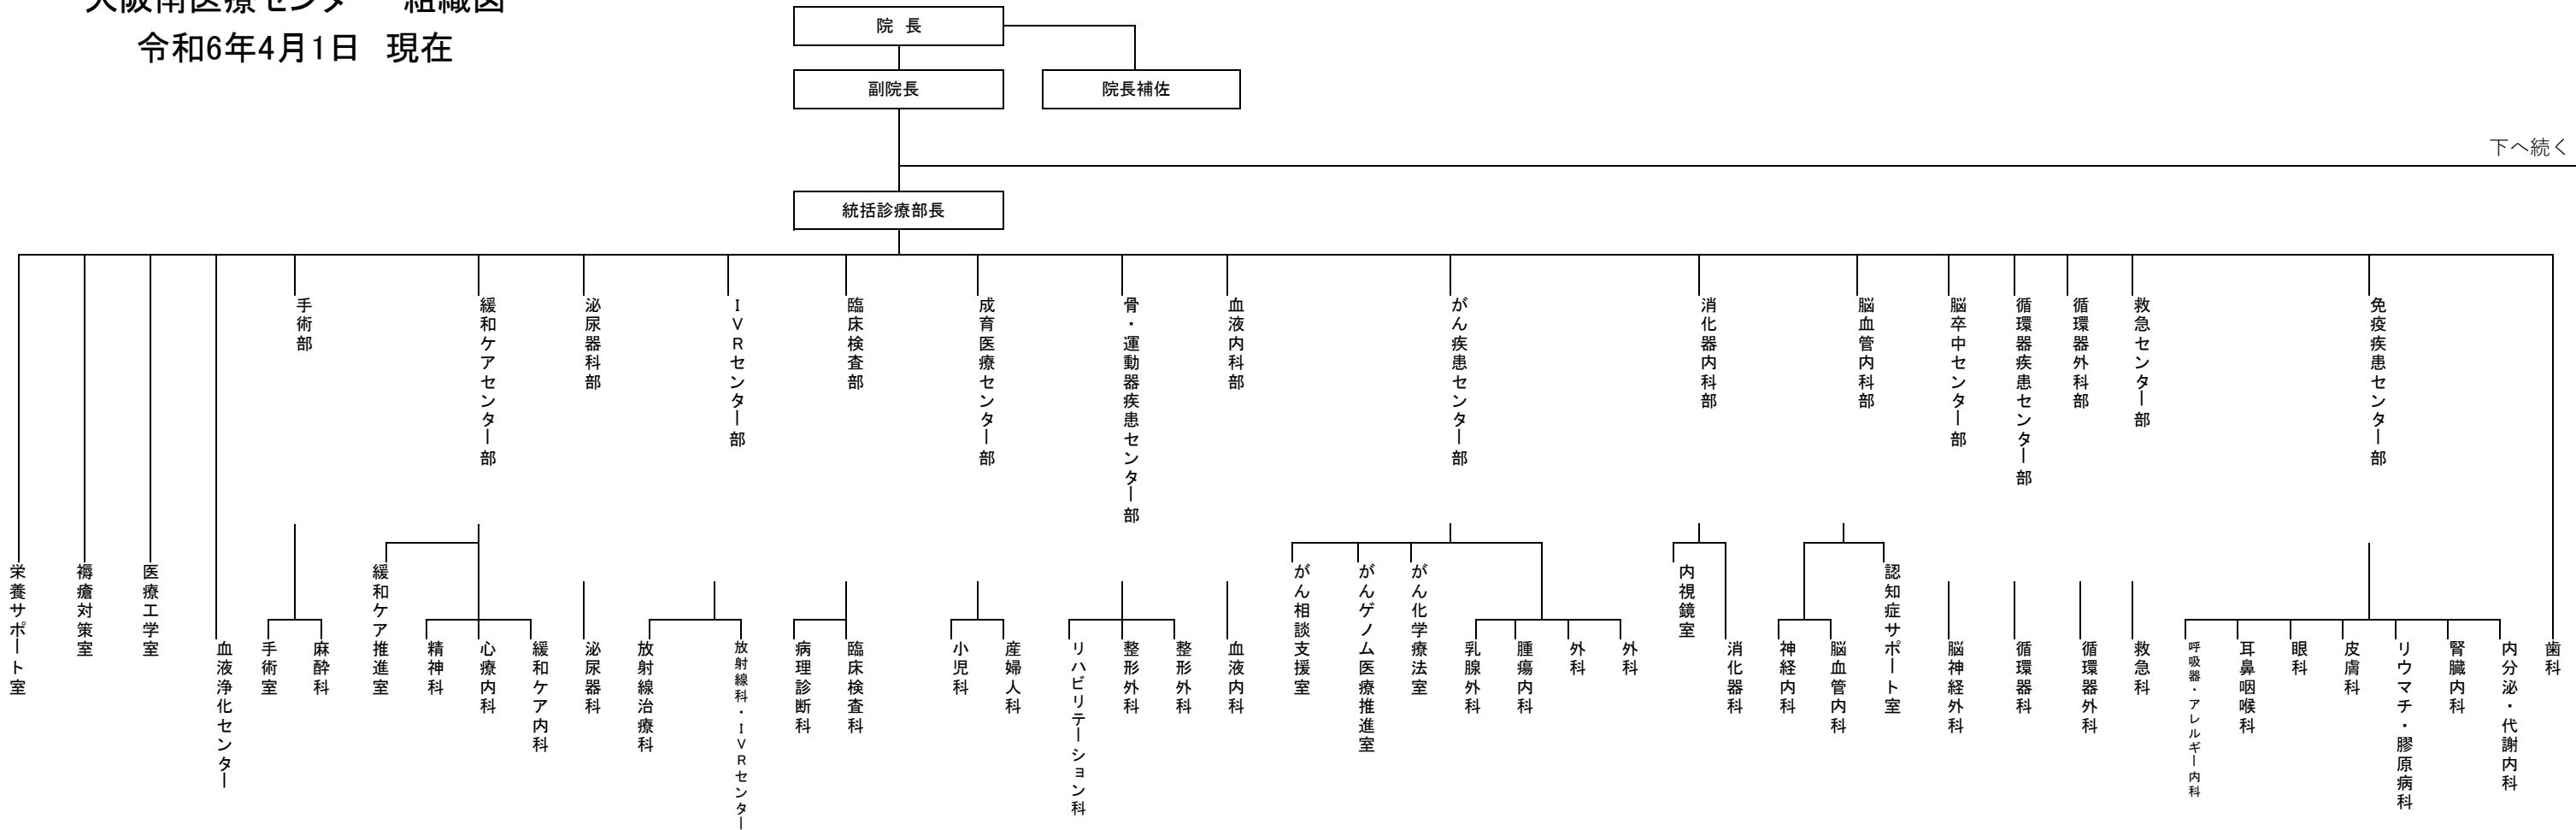 大阪南医療センター 組織図
令和6年4月1日 現在
院 長
副院長
院長補佐
下へ続く
統括診療部長
手術部
緩和ケアセンター部
泌尿器科部
IVRセンター部
臨床検査部
成育医療センター部
骨・運動器疾患センター部
血液内科部
がん疾患センター部
消化器内科部
脳血管内科部
脳卒中センター部
循環器疾患センター部
循環器外科部
救急センター部
免疫疾患センター部
栄養サポート室
褥瘡対策室
医療工学室
血液浄化センター
手術室
麻酔科
緩和ケア推進室
精神科
心療内科
緩和ケア内科
泌尿器科
放射線治療科
放射線科・IVRセンター
病理診断科
臨床検査科
小児科
産婦人科
リハビリテーション科
整形外科
整形外科
血液内科
がん相談支援室
がんゲノム医療推進室
がん化学療法室
乳腺外科
腫瘍内科
外科
外科
内視鏡室
消化器科
神経内科
脳血管内科
認知症サポート室
脳神経外科
循環器科
循環器外科
救急科
呼吸器・アレルギー内科
耳鼻咽喉科
眼科
皮膚科
リウマチ・膠原病科
腎臓内科
内分泌・代謝内科
歯科